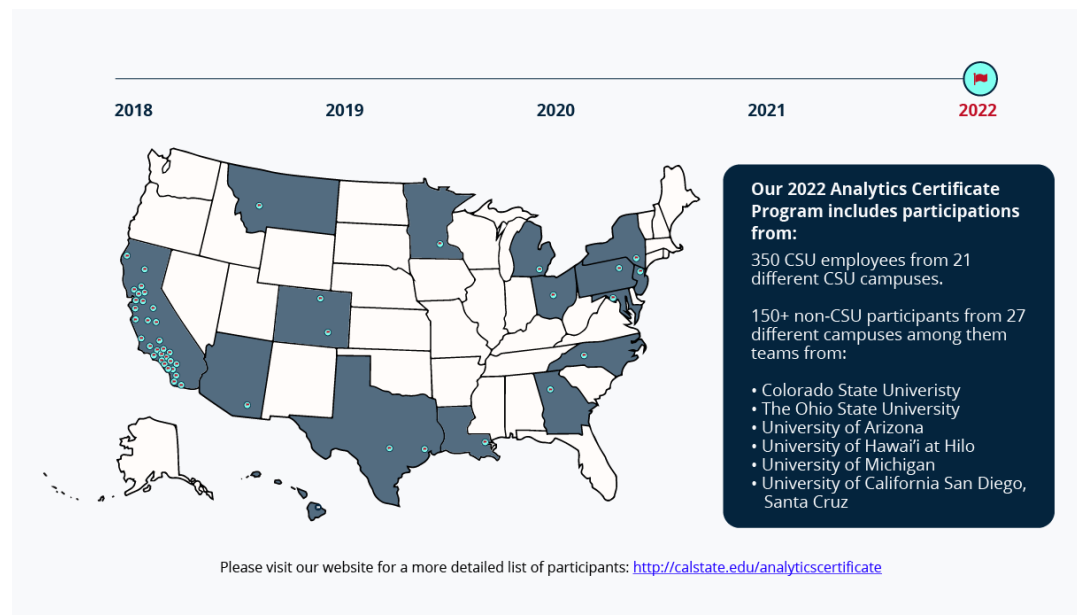 2018
2019
2020
2021
2022
Our 2022 Analytics Certificate
Program includes participations
from:
350 CSU employees from 21
different CSU campuses.
150+ non-CSU participants from 27
different campuses among them
teams from:
• Colorado State Univeristy
• The Ohio State University
• University of Arizona
• University of Hawai’i at Hilo
• University of Michigan
• University of California San Diego,
Santa Cruz
Please visit our website for a more detailed list of participants: http://calstate.edu/analyticscertificate